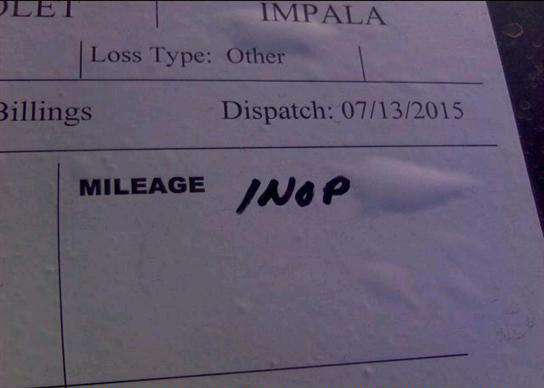 OLET IMPALA
Loss Type: Other
Billings Dispatch: 07/13/2015
MILEAGE INOP